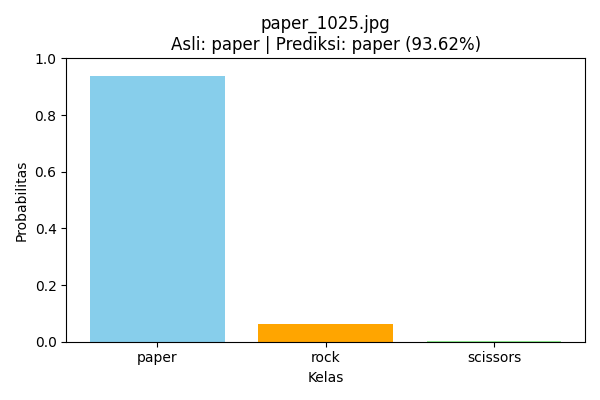 paper_1025.jpg
Asli: paper | Prediksi: paper (93.62%)
Probabilitas
1.0
0.8
0.6
0.4
0.2
0.0
paper rock scissors
Kelas